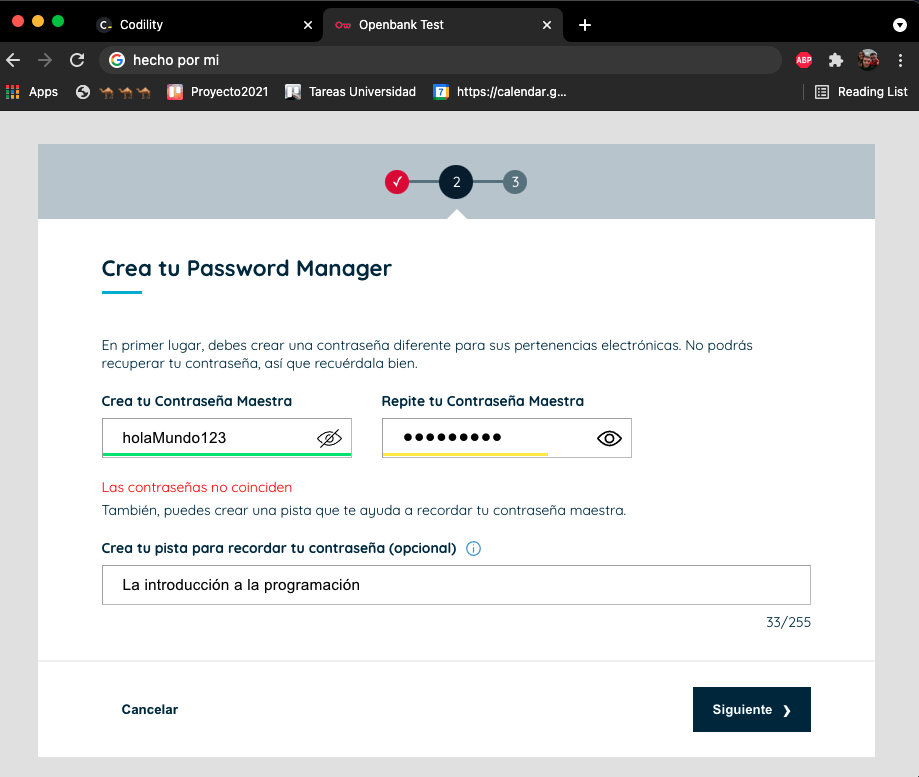 Codility
Openbank Test
hecho por mi
ABP
Apps
Proyecto2021
Tareas Universidad
7
https://calendar.g...
Reading List
2
3
Crea tu Password Manager
En primer lugar, debes crear una contraseña diferente para sus pertenencias electrónicas. No podrás
recuperar tu contraseña, así que recuérdala bien.
Crea tu Contraseña Maestra
Repite tu Contraseña Maestra
holaMundo123
●●●●●●●●●
Las contraseñas no coinciden
También, puedes crear una pista que te ayuda a recordar tu contraseña maestra.
Crea tu pista para recordar tu contraseña (opcional)
La introducción a la programación
33/255
Cancelar
Siguiente ❯